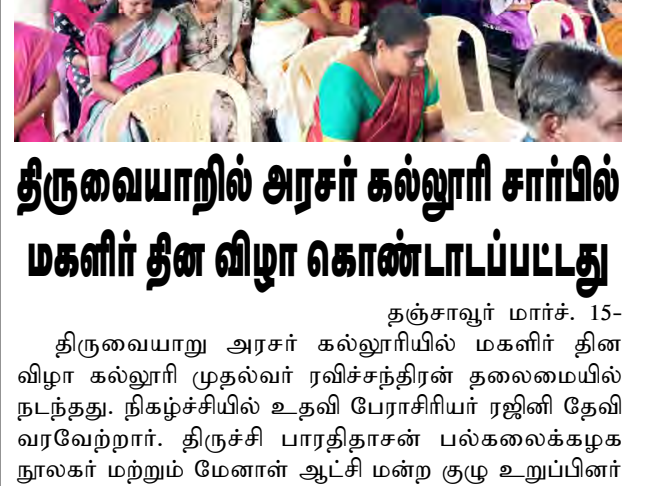 திருவையாறில் அரசர் கல்லூரி சார்பில்
மகளிர் தின விழா கொண்டாடப்பட்டது
தஞ்சாவூர் மார்ச். 15-
திருவையாறு அரசர் கல்லூரியில் மகளிர் தின
விழா கல்லூரி முதல்வர் ரவிச்சந்திரன் தலைமையில்
நடந்தது. நிகழ்ச்சியில் உதவி பேராசிரியர் ரஜினி தேவி
வரவேற்றார். திருச்சி பாரதிதாசன் பல்கலைக்கழக
நூலகர் மற்றும் மேனாள் ஆட்சி மன்ற குழு உறுப்பினர்